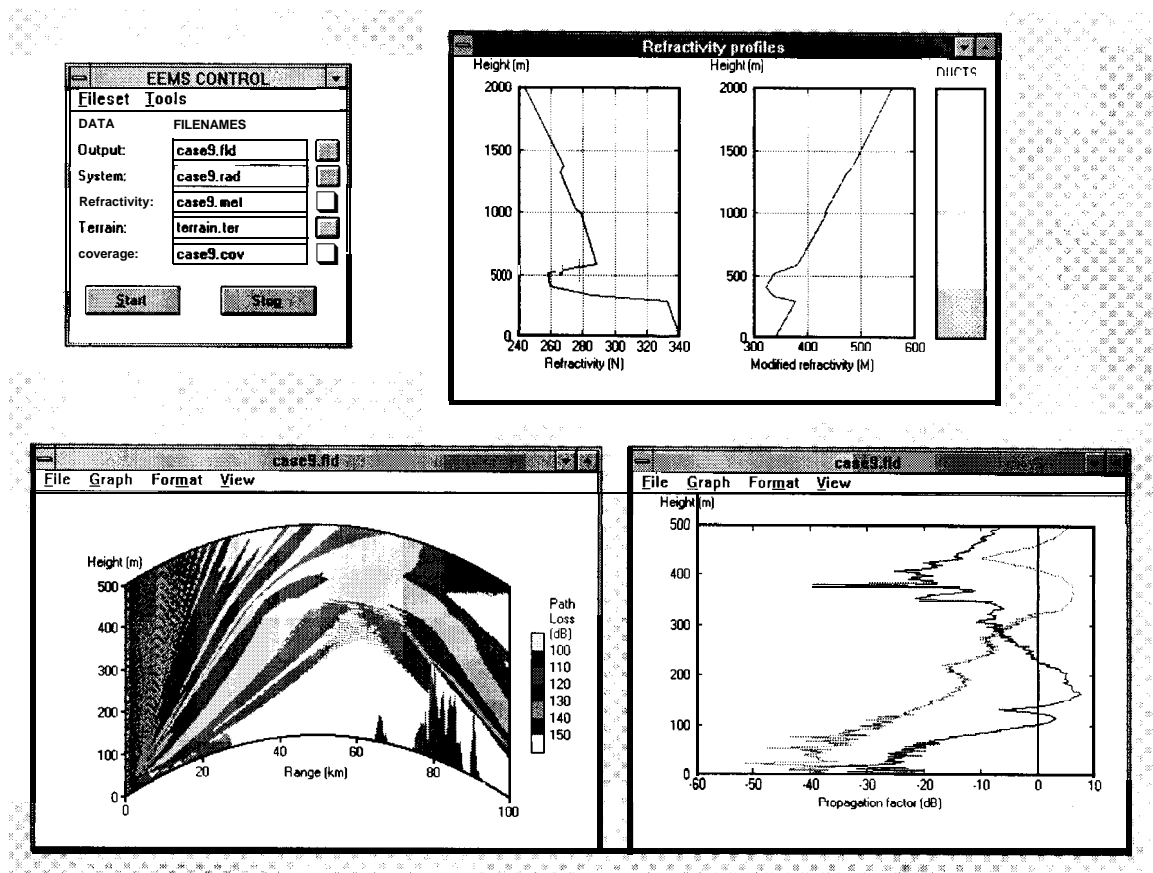 EEMS CONTROL
Fileset Tools
DATA FILENAMES
Output: case9.fld
System: case9.rad
Refractivity: case9.met
Terrain: terrain.ter
coverage: case9.cov
Start Stop
Refractivity profiles
Height (m)
2000
1500
1000
5000
0
240 260 280 300 320 340
Refractivity (N)
Height (m)
2000
1500
1000
500
0
300 400 500 600
Modified refractivity (M)
DUCTS
case9.fld
File Graph Format View
Height (m)
500
400
300
200
100
0
0 20 40 60 80 100
Range (km)
Path
Loss
(dB)
100
110
120
130
140
150
case9.fld
File Graph Format View
Height (m)
500
400
300
200
100
0
-60 -50 -40 -30 -20 -10 0 10
Propagation factor (dB)